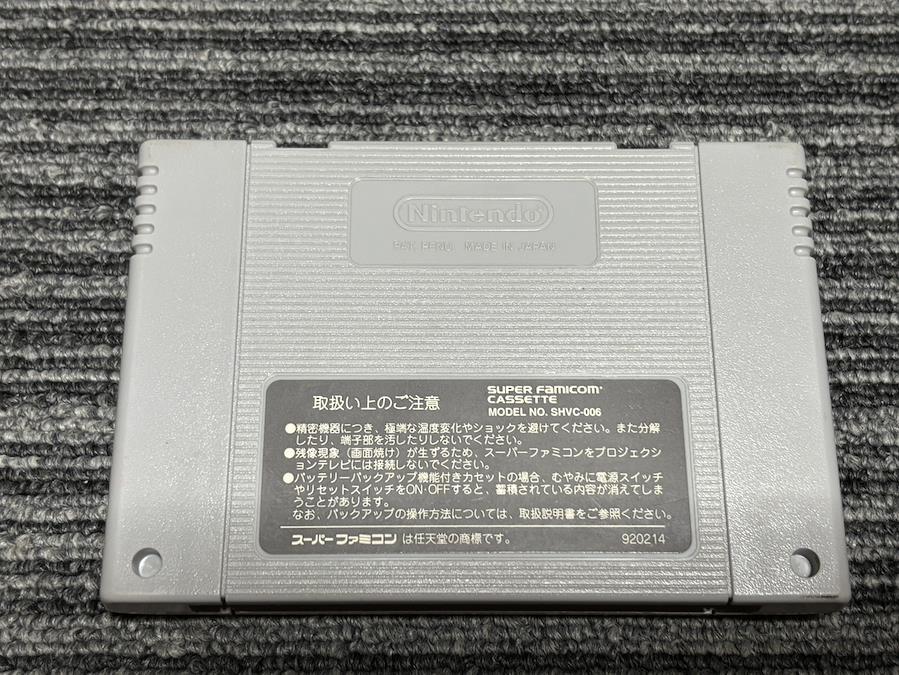 Nintendo
PAT. PEND. MADE IN JAPAN
取扱い上のご注意
SUPER FAMICOM
CASSETTE
MODEL NO. SHVC-006
●精密機器につき、極端な温度変化やショックを避けてください。また分解
したり、端子部を汚したりしないでください。
●残像現象（画面焼け）が生ずるため、スーパーファミコンをプロジェクシ
ョンテレビには接続しないでください。
●バッテリーバックアップ機能付きカセットの場合、むやみに電源スイッチ
やリセットスイッチをON·OFFすると、蓄積されている内容が消えてしま
うことがあります。
なお、バックアップの操作方法については、取扱説明書をご参照ください。
スーパーファミコンは任天堂の商標です。
920214